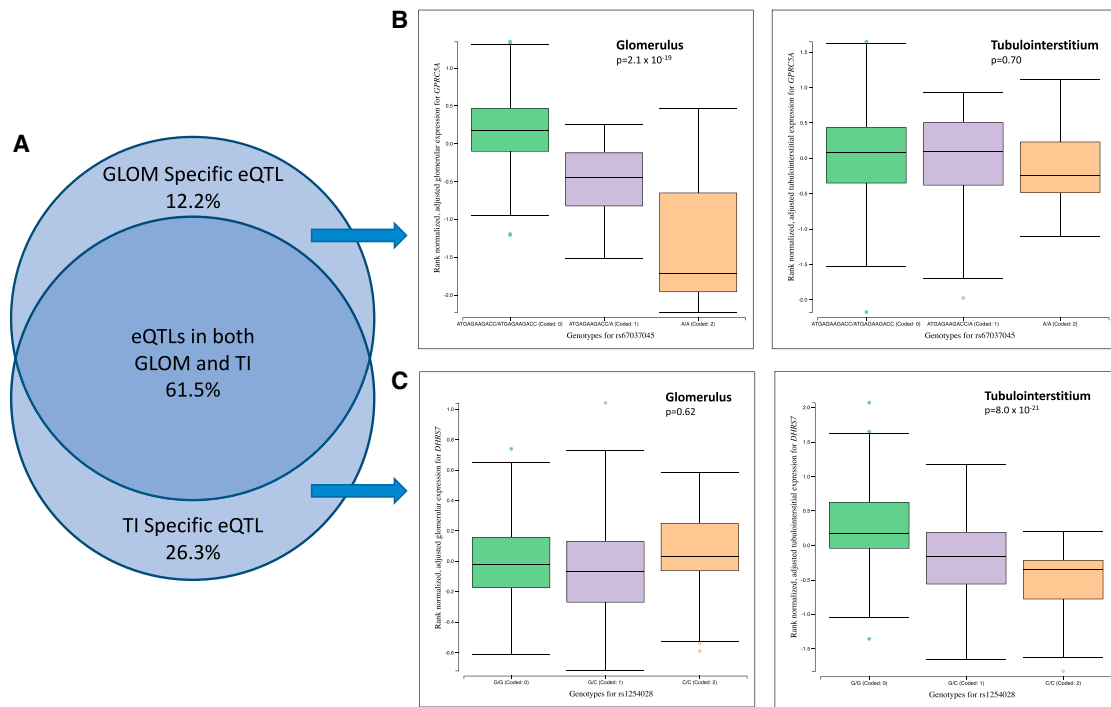 A
GLOM Specific eQTL
12.2%
eQTLs in both
GLOM and TI
61.5%
TI Specific eQTL
26.3%
B
Glomerulus
p=2.1 x 10-19
Rank normalized, adjusted glomerular expression for GPRC5A
1.0
0.5
0.0
-0.5
-1.0
-1.5
-2.0
ATGAGAAGACC/ATGAGAAGACC (Coded: 0)
ATGAGAAGACC/A (Coded: 1)
A/A (Coded: 2)
Genotypes for rs67037045
Tubulointerstitium
p=0.70
Rank normalized, adjusted tubulointerstitial expression for GPRC5A
1.5
1.0
0.5
0.0
-0.5
-1.0
-1.5
-2.0
ATGAGAAGACC/ATGAGAAGACC (Coded: 0)
ATGAGAAGACC/A (Coded: 1)
A/A (Coded: 2)
Genotypes for rs67037045
C
Glomerulus
p=0.62
Rank normalized, adjusted glomerular expression for DHRS7
1.0
0.8
0.6
0.4
0.2
0.0
-0.2
-0.4
-0.6
G/G (Coded: 0)
G/C (Coded: 1)
C/C (Coded: 2)
Genotypes for rs1254028
Tubulointerstitium
p=8.0 x 10-21
Rank normalized, adjusted tubulointerstitial expression for DHRS7
2.0
1.5
1.0
0.5
0.0
-0.5
-1.0
-1.5
G/G (Coded: 0)
G/C (Coded: 1)
C/C (Coded: 2)
Genotypes for rs1254028